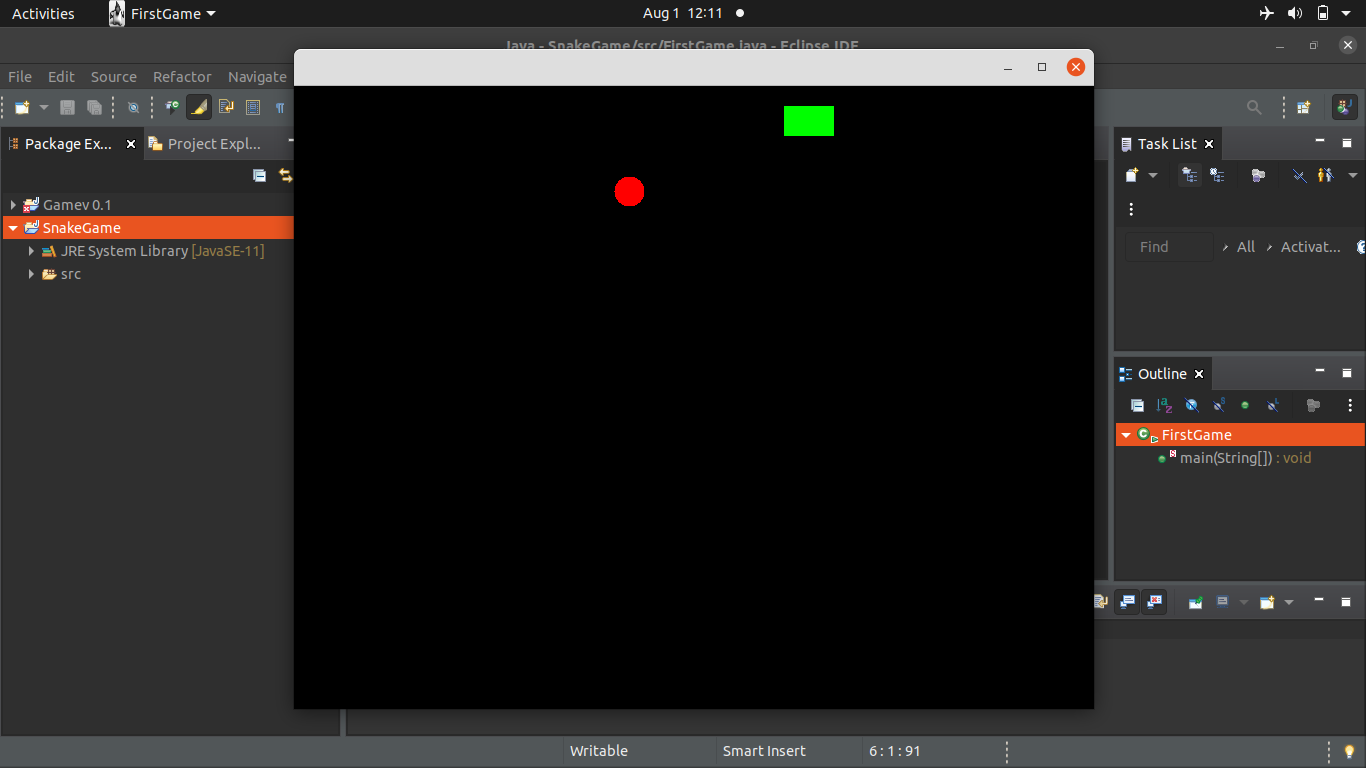 Activities FirstGame Aug 1 12:11
Java - SnakeGame/src/FirstGame.java - Eclipse IDE
File Edit Source Refactor Navigate
Package Ex... Project Expl... Task List
Gamev 0.1
SnakeGame
JRE System Library [JavaSE-11]
src
Find All Activat...
Outline
FirstGame
main(String[]) : void
Writable Smart Insert 6 : 1 : 91